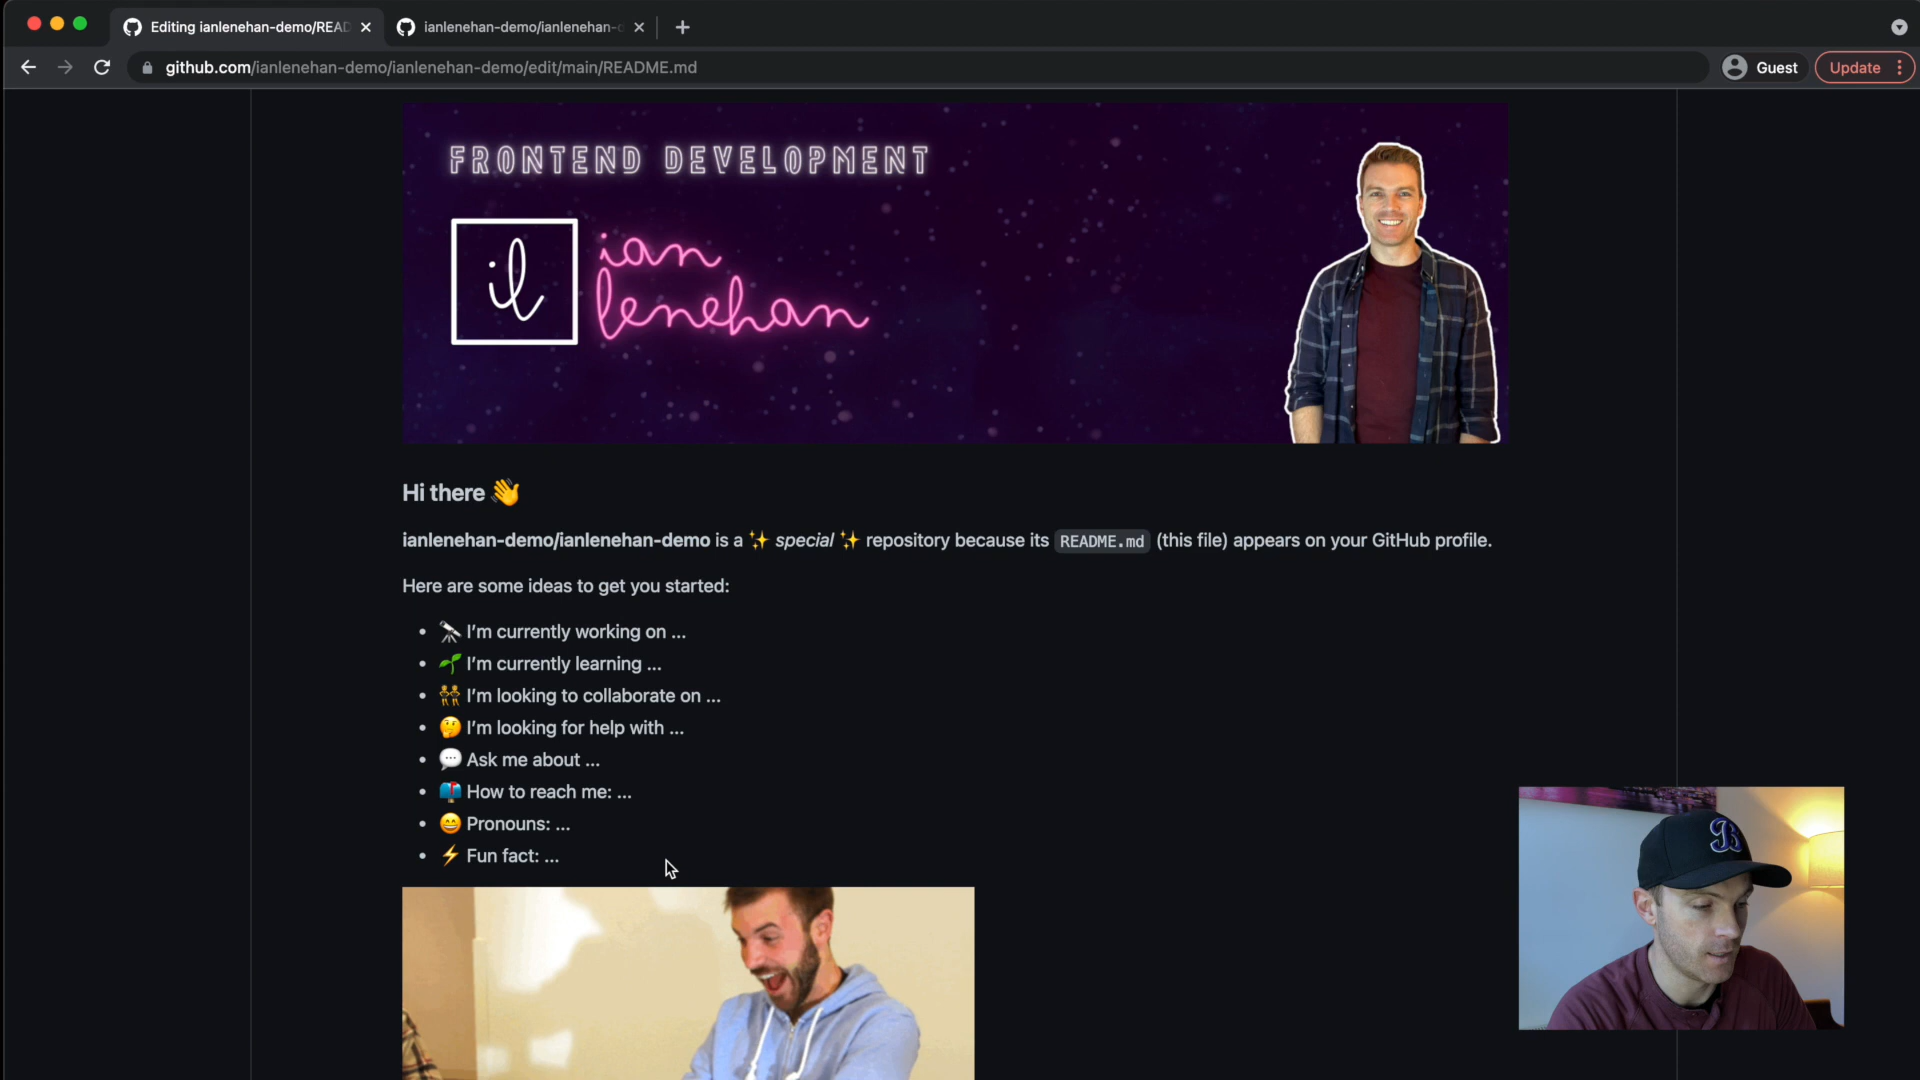 Editing ianlenehan-demo/READ
ianlenehan-demo/ianlenehan-d
github.com/ianlenehan-demo/ianlenehan-demo/edit/main/README.md
Guest
Update
FRONTEND DEVELOPMENT
il
ian
lenehan
Hi there 👋
ianlenehan-demo/ianlenehan-demo is a ✨ special ✨ repository because its README.md (this file) appears on your GitHub profile.
Here are some ideas to get you started:
• 🔭 I'm currently working on ...
• 🌱 I'm currently learning ...
• 👯 I'm looking to collaborate on ...
• 🤔 I'm looking for help with ...
• 💬 Ask me about ...
• 📫 How to reach me: ...
• 😄 Pronouns: ...
• ⚡ Fun fact: ...
B